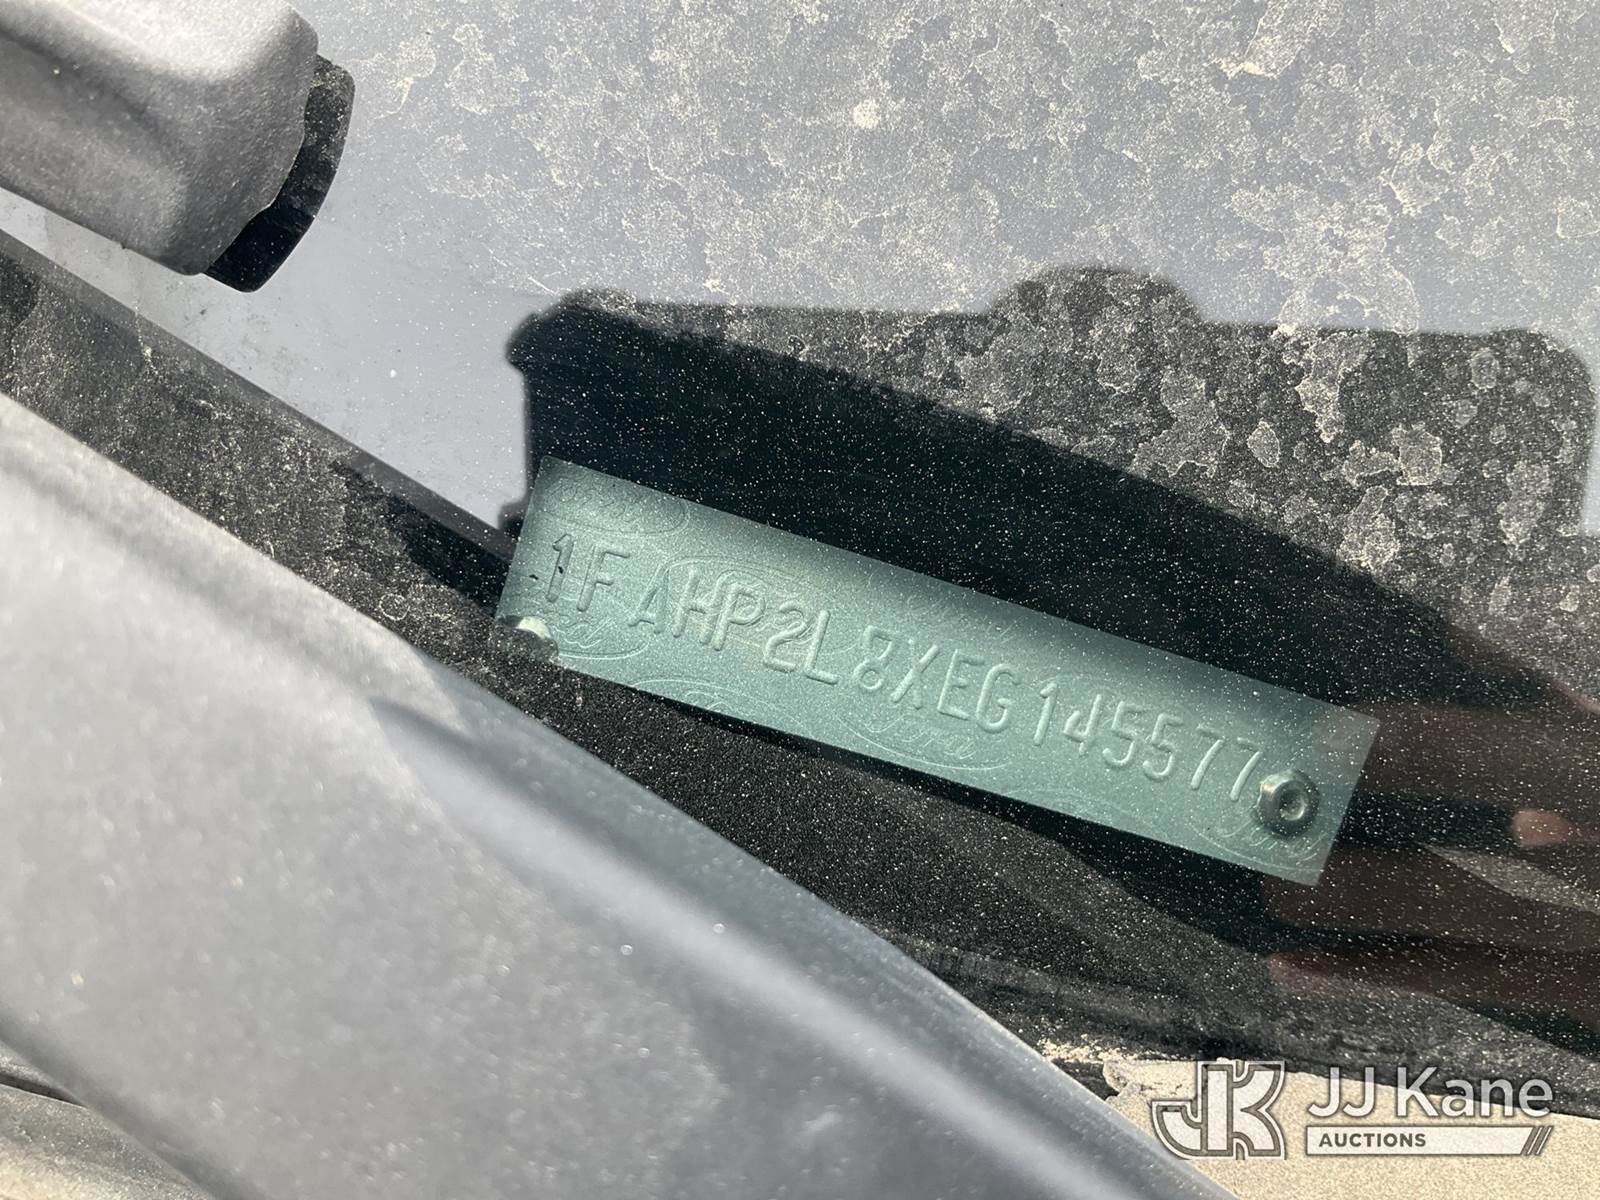 1FAHP2L8XEG145577
JJ Kane
AUCTIONS